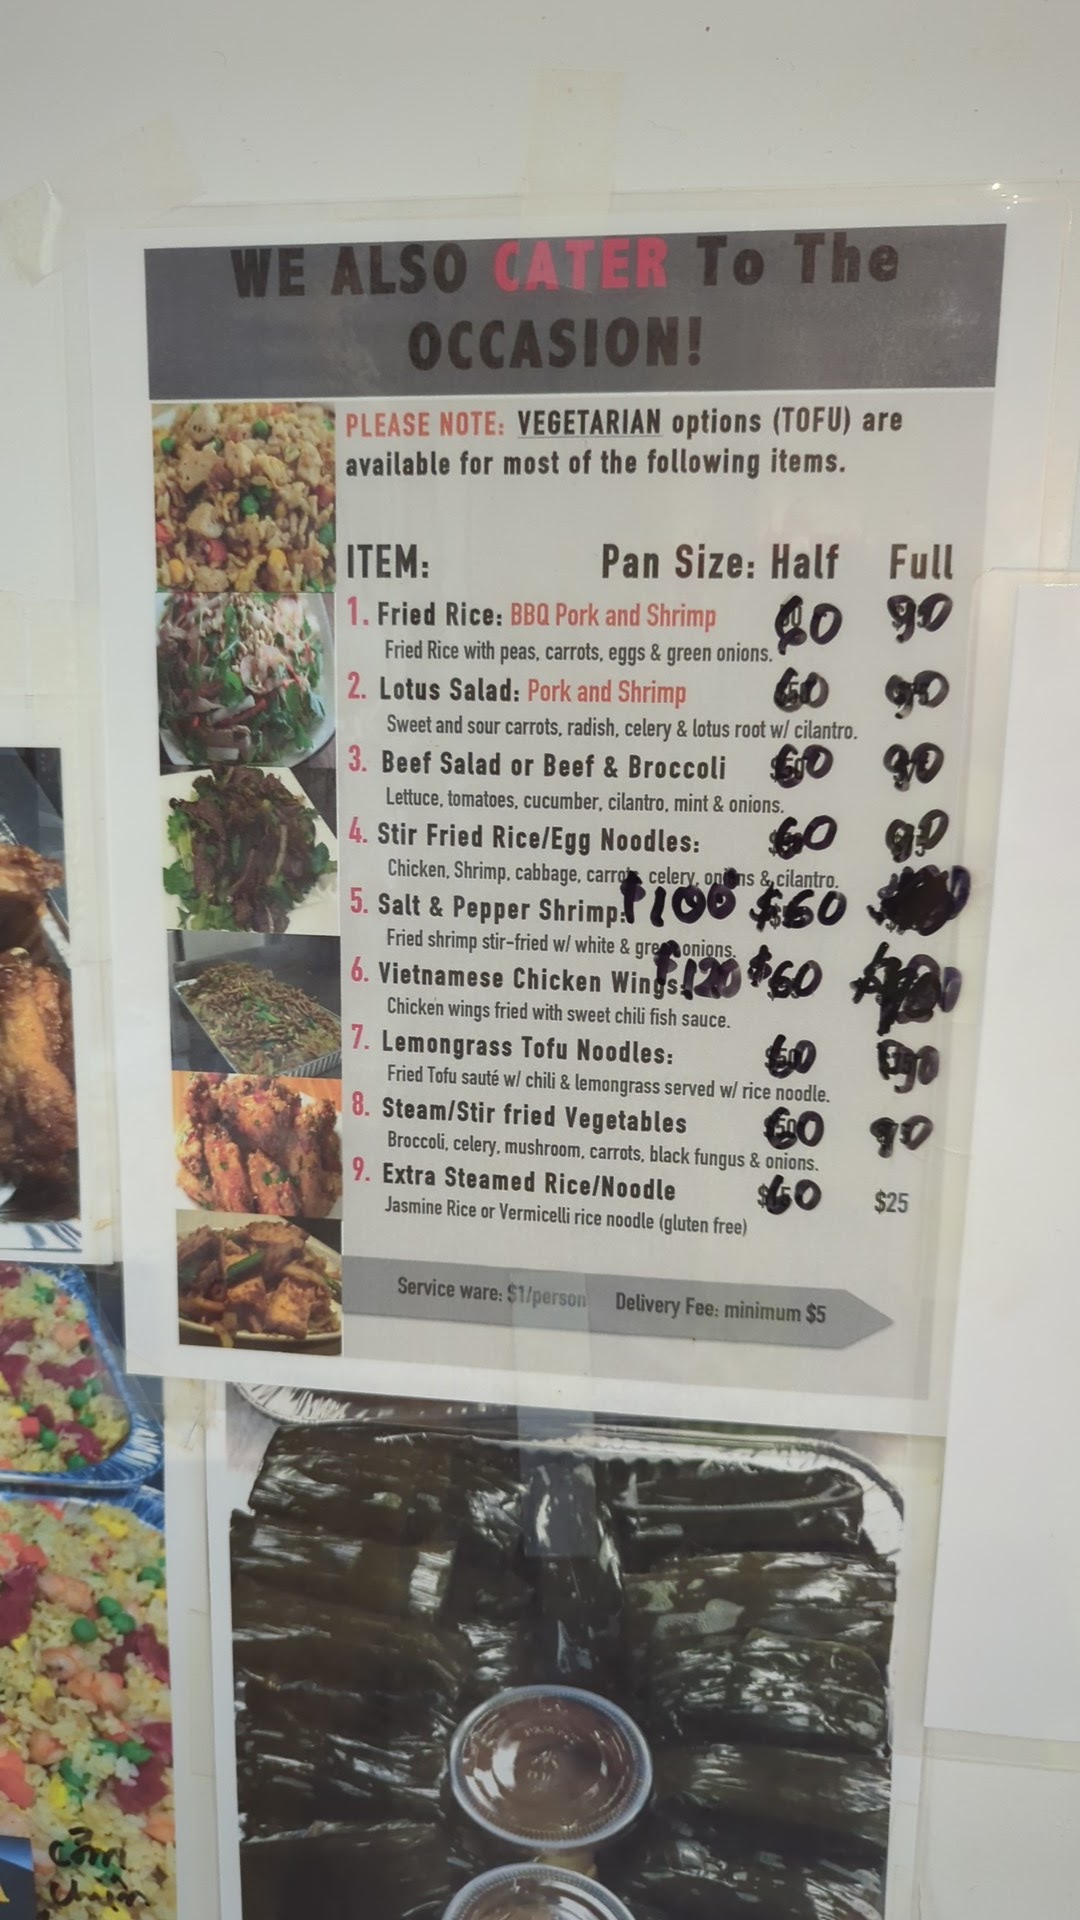 WE ALSO CATER To The
OCCASION!
PLEASE NOTE: VEGETARIAN options (TOFU) are
available for most of the following items.
ITEM: Pan Size: Half Full
1. Fried Rice: BBQ Pork and Shrimp 60 90
Fried Rice with peas, carrots, eggs & green onions.
2. Lotus Salad: Pork and Shrimp 60 90
Sweet and sour carrots, radish, celery & lotus root w/ cilantro.
3. Beef Salad or Beef & Broccoli 60 90
Lettuce, tomatoes, cucumber, cilantro, mint & onions.
4. Stir Fried Rice/Egg Noodles: 60 90
Chicken, Shrimp, cabbage, carrots, celery, onions & cilantro.
5. Salt & Pepper Shrimp: $100 $60
Fried shrimp stir-fried w/ white & green onions.
6. Vietnamese Chicken Wings: $120 $60
Chicken wings fried with sweet chili fish sauce.
7. Lemongrass Tofu Noodles: 60 90
Fried Tofu sauté w/ chili & lemongrass served w/ rice noodle.
8. Steam/Stir fried Vegetables 60 90
Broccoli, celery, mushroom, carrots, black fungus & onions.
9. Extra Steamed Rice/Noodle 60 $25
Jasmine Rice or Vermicelli rice noodle (gluten free)
Service ware: $1/person Delivery Fee: minimum $5